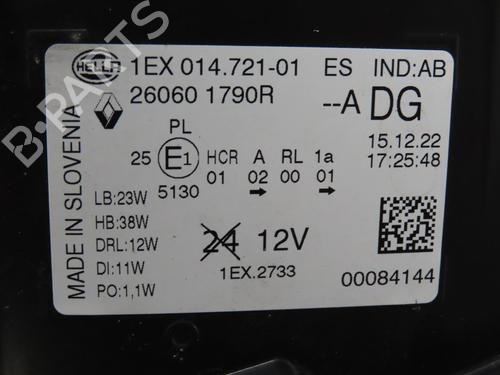 HELLA 1EX 014.721-01 ES IND:AB
26060 1790R --A DG
PL 15.12.22
25 E1 HCR A RL 1a 17:25:48
5130 01 02 00 01
LB:23W
HB:38W 24 12V
DRL:12W
DI:11W 1EX.2733
PO:1,1W 00084144
MADE IN SLOVENIA
B-PARTS